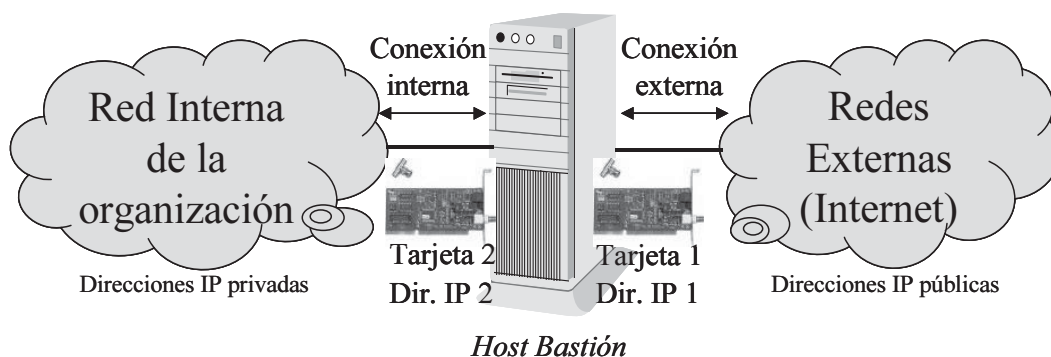 Red Interna
de la
organización
Direcciones IP privadas
Conexión
interna
Tarjeta 2
Dir. IP 2
Conexión
externa
Tarjeta 1
Dir. IP 1
Redes
Externas
(Internet)
Direcciones IP públicas
Host Bastión